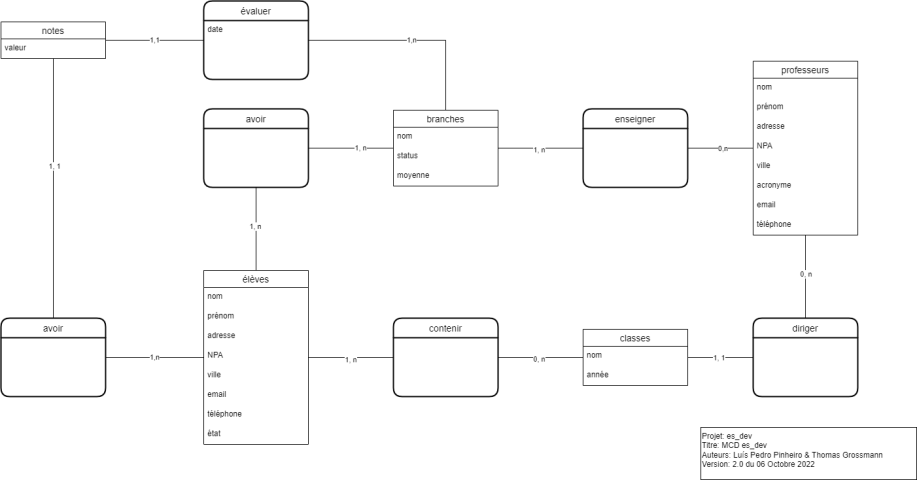 évaluer
date
notes
valeur
1,1
1,n
professeurs
nom
prénom
adresse
NPA
ville
acronyme
email
téléphone
avoir
branches
nom
status
moyenne
enseigner
1, n
1, n
0,n
1, 1
1, n
0, n
élèves
nom
prénom
adresse
NPA
ville
email
téléphone
état
avoir
1,n
contenir
1, n
0, n
classes
nom
année
1, 1
diriger
Projet: es_dev
Titre: MCD es_dev
Auteurs: Luís Pedro Pinheiro & Thomas Grossmann
Version: 2.0 du 06 Octobre 2022